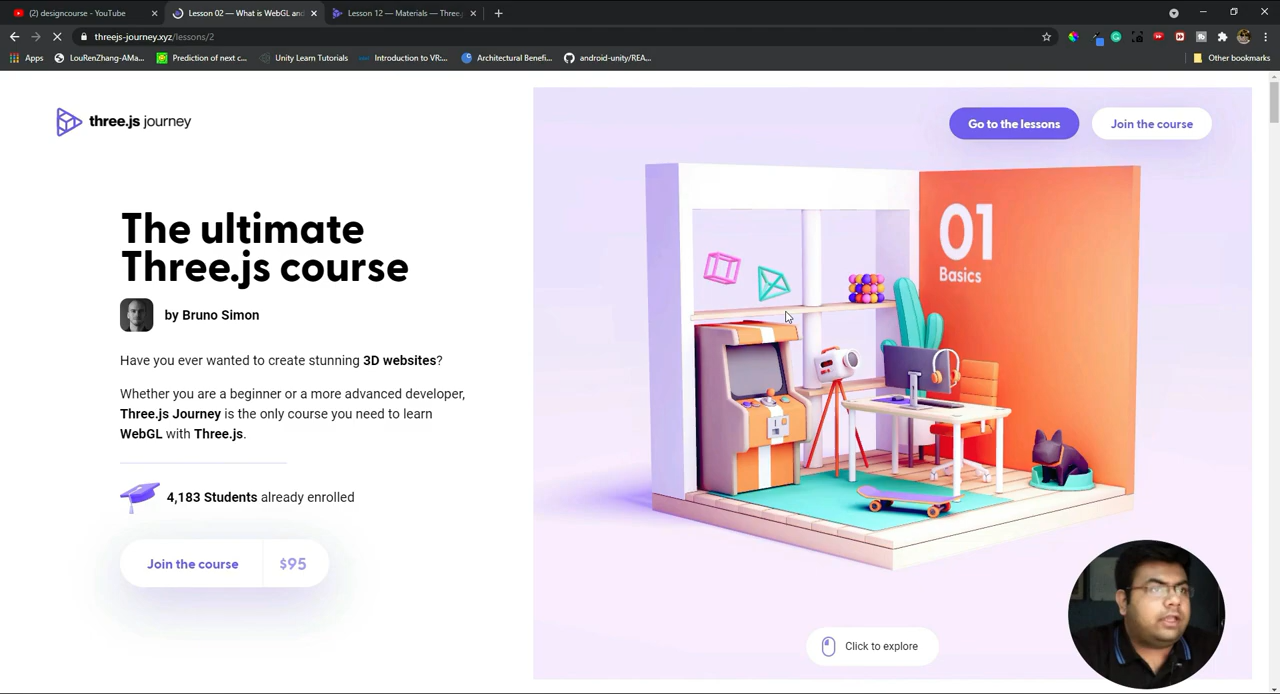 (2) designcourse - YouTube
Lesson 02 — What is WebGL and
Lesson 12 — Materials — Three.
threejs-journey.xyz/lessons/2
Apps
LouRenZhang-AMa...
Prediction of next c...
Unity Learn Tutorials
Introduction to VR:...
Architectural Benefi...
android-unity/REA...
Other bookmarks
three.js journey
Go to the lessons
Join the course
The ultimate
Three.js course
by Bruno Simon
Have you ever wanted to create stunning 3D websites?
Whether you are a beginner or a more advanced developer,
Three.js Journey is the only course you need to learn
WebGL with Three.js.
4,183 Students already enrolled
Join the course
$95
01
Basics
Click to explore